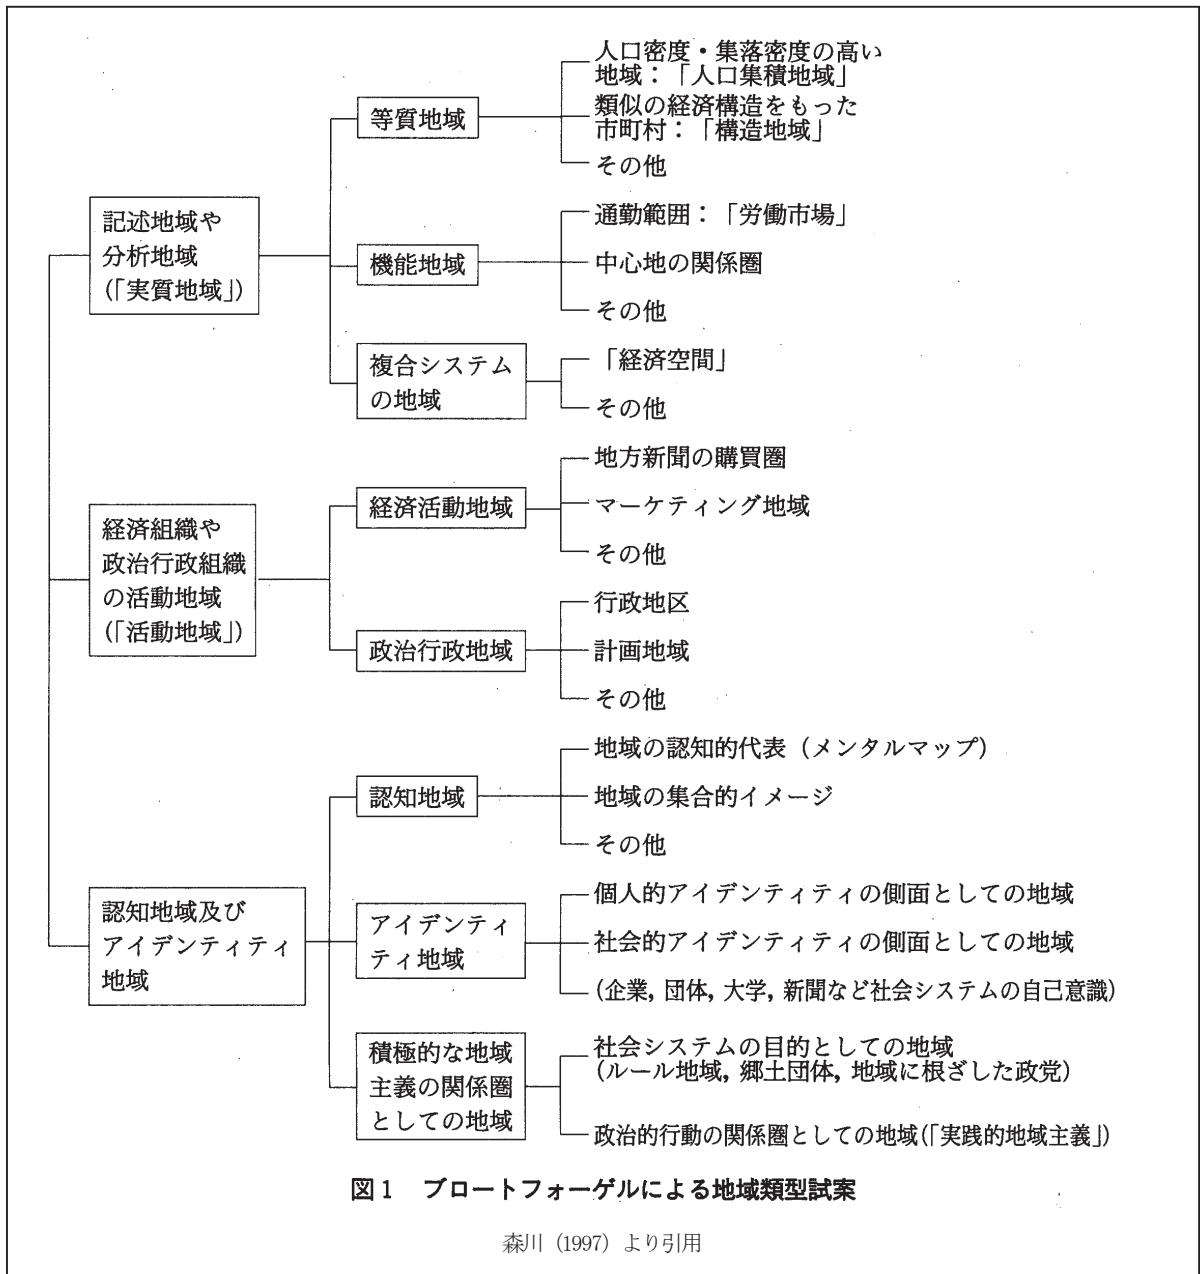 人口密度・集落密度の高い
地域：「人口集積地域」
等質地域
類似の経済構造をもった
市町村：「構造地域」
その他
記述地域や
分析地域
(「実質地域」)
通勤範囲：「労働市場」
機能地域
中心地の関係圏
その他
複合システム
の地域
「経済空間」
その他
地方新聞の購買圏
経済活動地域
マーケティング地域
その他
経済組織や
政治行政組織
の活動地域
(「活動地域」)
行政地区
政治行政地域
計画地域
その他
地域の認知的代表（メンタルマップ）
認知地域
地域の集合的イメージ
その他
認知地域及び
アイデンティティ
地域
個人的アイデンティティの側面としての地域
アイデンティ
ティ地域
社会的アイデンティティの側面としての地域
(企業, 団体, 大学, 新聞など社会システムの自己意識)
積極的な地域
主義の関係圏
としての地域
社会システムの目的としての地域
(ルール地域, 郷土団体, 地域に根ざした政党)
政治的行動の関係圏としての地域(「実践的地域主義」)
図1　ブロートフォーゲルによる地域類型試案
森川（1997）より引用